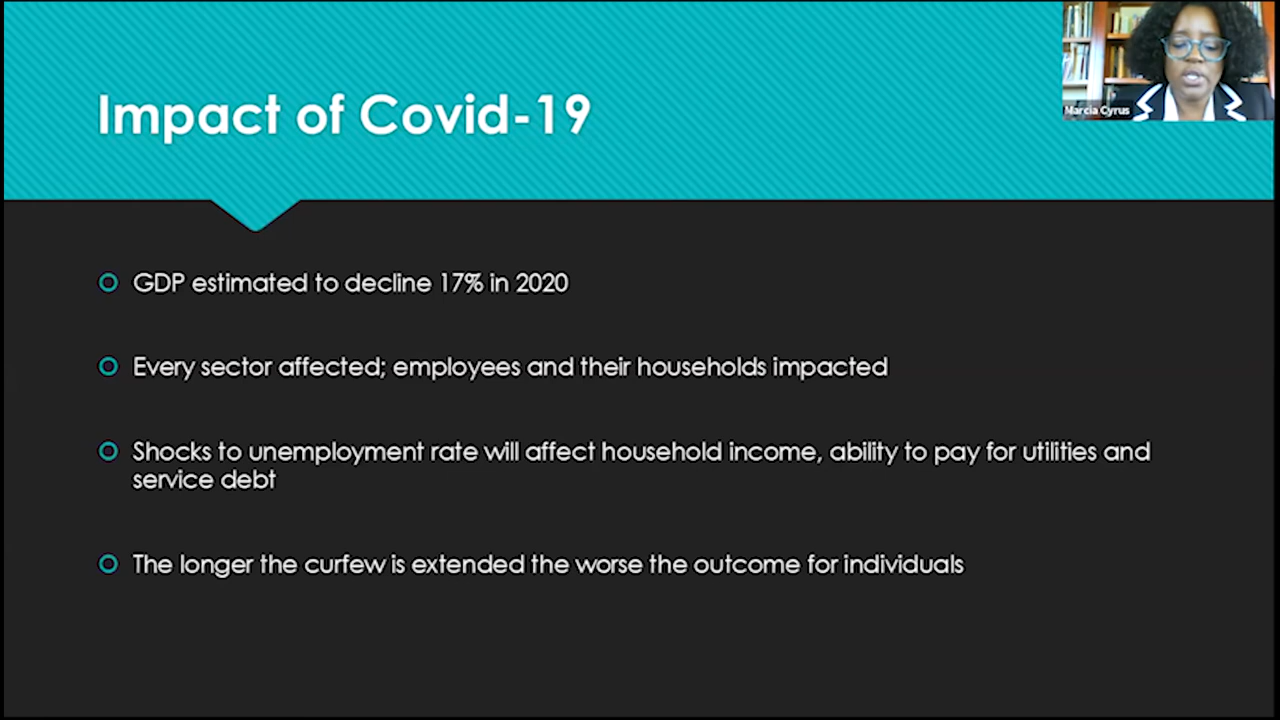 Impact of Covid-19
Marcia Cyrus
GDP estimated to decline 17% in 2020
Every sector affected; employees and their households impacted
Shocks to unemployment rate will affect household income, ability to pay for utilities and
service debt
The longer the curfew is extended the worse the outcome for individuals